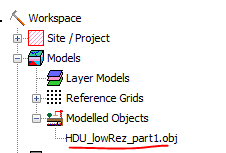 Workspace
Site / Project
Models
Layer Models
Reference Grids
Modelled Objects
HDU_lowRez_part1.obj